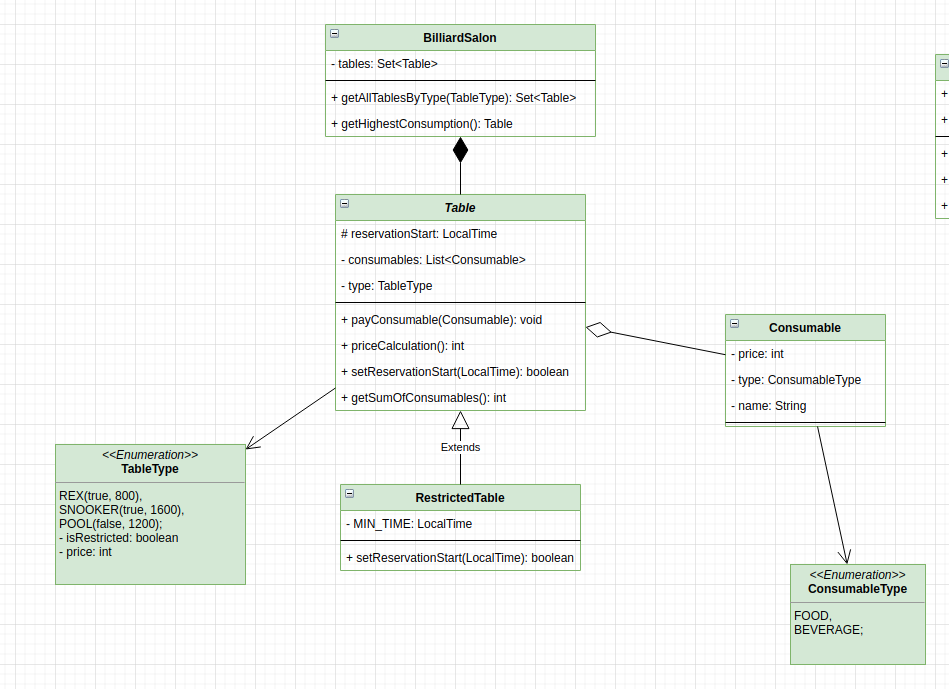 BilliardSalon
- tables: Set<Table>
+ getAllTablesByType(TableType): Set<Table>
+ getHighestConsumption(): Table
Table
# reservationStart: LocalTime
- consumables: List<Consumable>
- type: TableType
+ payConsumable(Consumable): void
+ priceCalculation(): int
+ setReservationStart(LocalTime): boolean
+ getSumOfConsumables(): int
Consumable
- price: int
- type: ConsumableType
- name: String
Extends
<<Enumeration>>
TableType
REX(true, 800),
SNOOKER(true, 1600),
POOL(false, 1200);
- isRestricted: boolean
- price: int
RestrictedTable
- MIN_TIME: LocalTime
+ setReservationStart(LocalTime): boolean
<<Enumeration>>
ConsumableType
FOOD,
BEVERAGE;
+
+
+
+
+